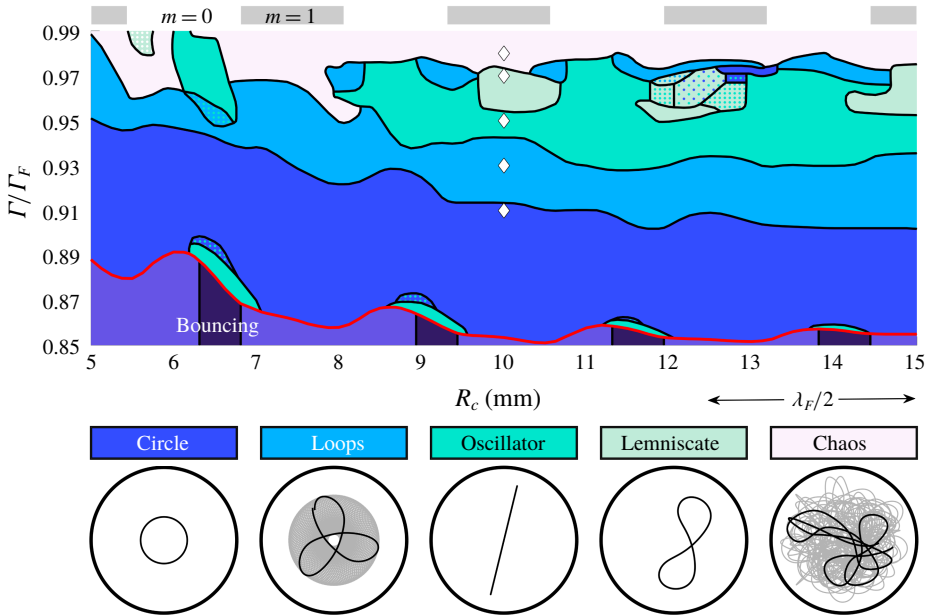 m = 0 m = 1
0.99
0.97
0.95
0.93
0.91
0.89
0.87
0.85
Γ/Γ_F
Bouncing
5 6 7 8 9 10 11 12 13 14 15
R_c (mm)
λ_F/2
Circle Loops Oscillator Lemniscate Chaos